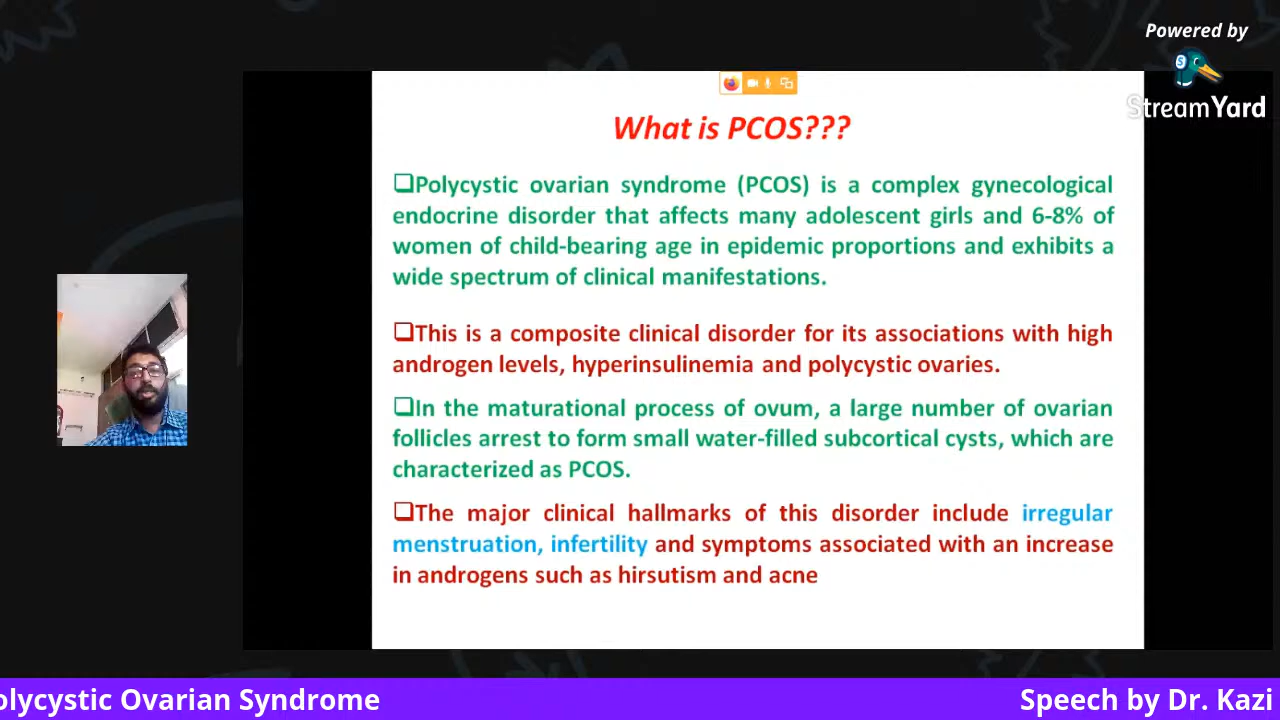 Powered by
StreamYard
What is PCOS???
❑Polycystic ovarian syndrome (PCOS) is a complex gynecological
endocrine disorder that affects many adolescent girls and 6-8% of
women of child-bearing age in epidemic proportions and exhibits a
wide spectrum of clinical manifestations.
❑This is a composite clinical disorder for its associations with high
androgen levels, hyperinsulinemia and polycystic ovaries.
❑In the maturational process of ovum, a large number of ovarian
follicles arrest to form small water-filled subcortical cysts, which are
characterized as PCOS.
❑The major clinical hallmarks of this disorder include irregular
menstruation, infertility and symptoms associated with an increase
in androgens such as hirsutism and acne
olycystic Ovarian Syndrome
Speech by Dr. Kazi